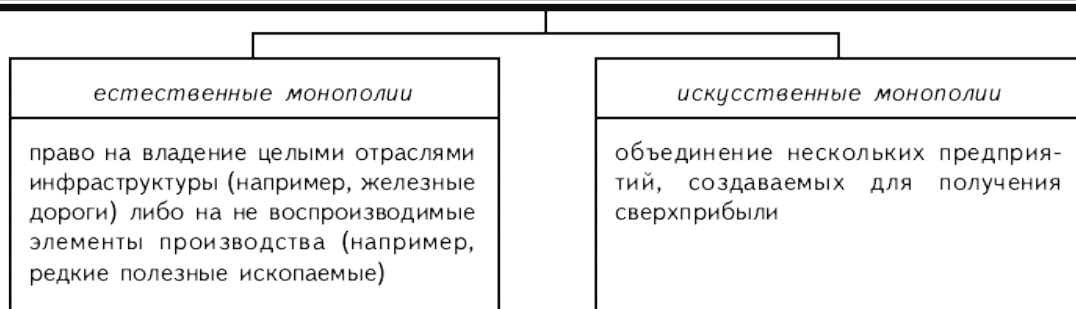 естественные монополии
право на владение целыми отраслями
инфраструктуры (например, железные
дороги) либо на не воспроизводимые
элементы производства (например,
редкие полезные ископаемые)
искусственные монополии
объединение нескольких предприя-
тий, создаваемых для получения
сверхприбыли